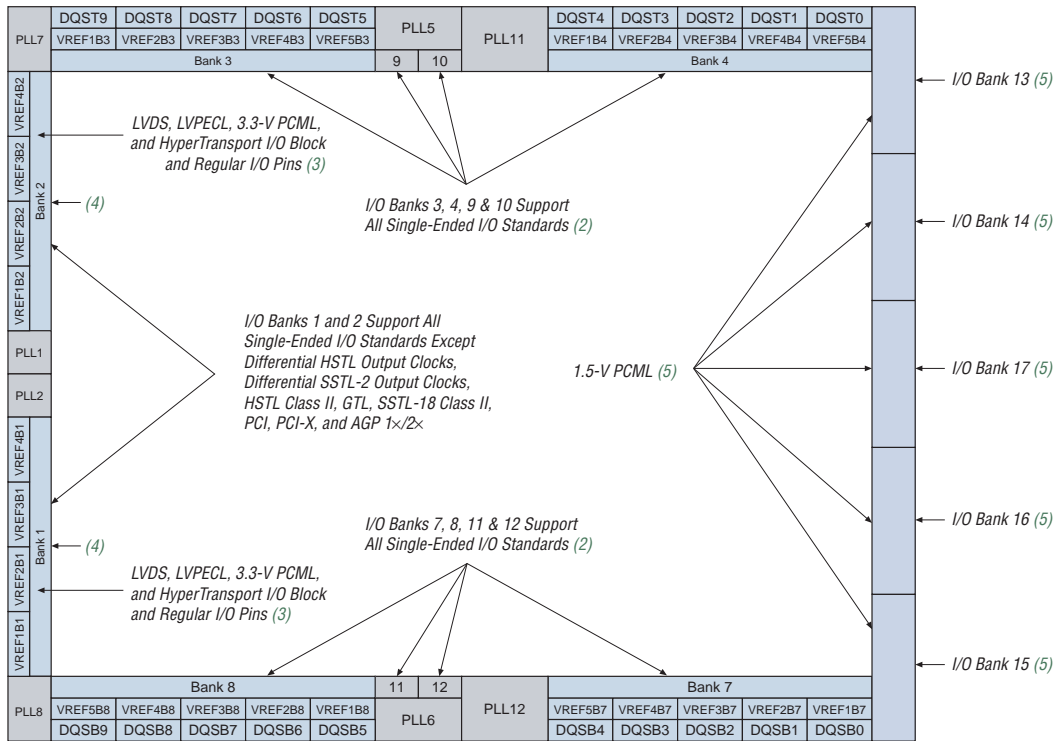 PLL7
DQST9 DQST8 DQST7 DQST6 DQST5
VREF1B3 VREF2B3 VREF3B3 VREF4B3 VREF5B3
Bank 3
PLL5
9 10
PLL11
DQST4 DQST3 DQST2 DQST1 DQST0
VREF1B4 VREF2B4 VREF3B4 VREF4B4 VREF5B4
Bank 4
VREF4B2
VREF3B2
VREF2B2
VREF1B2
Bank 2
LVDS, LVPECL, 3.3-V PCML,
and HyperTransport I/O Block
and Regular I/O Pins (3)
(4)
I/O Banks 3, 4, 9 & 10 Support
All Single-Ended I/O Standards (2)
I/O Bank 13 (5)
I/O Bank 14 (5)
PLL1
PLL2
I/O Banks 1 and 2 Support All
Single-Ended I/O Standards Except
Differential HSTL Output Clocks,
Differential SSTL-2 Output Clocks,
HSTL Class II, GTL, SSTL-18 Class II,
PCI, PCI-X, and AGP 1×/2×
1.5-V PCML (5)
I/O Bank 17 (5)
I/O Bank 16 (5)
I/O Bank 15 (5)
VREF4B1
VREF3B1
VREF2B1
VREF1B1
Bank 1
(4)
LVDS, LVPECL, 3.3-V PCML,
and HyperTransport I/O Block
and Regular I/O Pins (3)
I/O Banks 7, 8, 11 & 12 Support
All Single-Ended I/O Standards (2)
PLL8
Bank 8
VREF5B8 VREF4B8 VREF3B8 VREF2B8 VREF1B8
DQSB9 DQSB8 DQSB7 DQSB6 DQSB5
11 12
PLL6
PLL12
Bank 7
VREF5B7 VREF4B7 VREF3B7 VREF2B7 VREF1B7
DQSB4 DQSB3 DQSB2 DQSB1 DQSB0